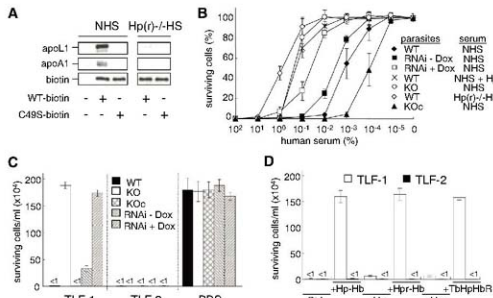 A
NHS Hp(r)-/-HS
apoL1
apoA1
biotin
WT-biotin - + - + -
C49S-biotin - - + - +
B
surviving cells (%)
100
80
60
40
20
0
10² 10¹ 10⁰ 10⁻¹ 10⁻² 10⁻³ 10⁻⁴ 10⁻⁵ 0
human serum (%)
parasites serum
WT NHS
RNAi - Dox NHS
RNAi + Dox NHS
WT NHS + H
KO NHS
WT Hp(r)-/-H
KOc NHS
C
surviving cells/ml (x10⁴)
200
150
100
50
0
<1 <1 <1 <1 <1 <1 <1
WT
KO
KOc
RNAi - Dox
RNAi + Dox
D
surviving cells/ml (x10⁴)
TLF-1 TLF-2
200
150
100
50
0
<1 <1 <1 <1 <1 <1
+Hp-Hb +Hpr-Hb +TbHpHbR